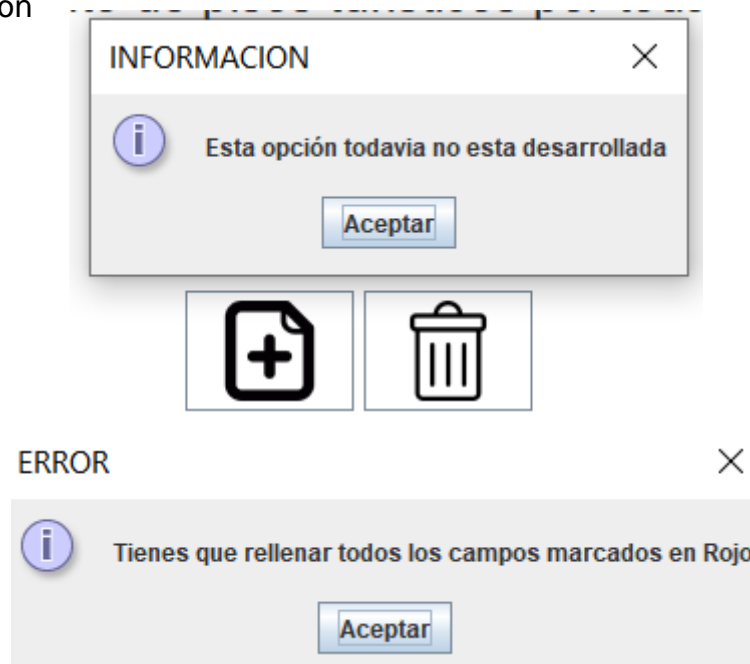 on
INFORMACION
Esta opción todavia no esta desarrollada
Aceptar
ERROR
Tienes que rellenar todos los campos marcados en Rojo
Aceptar